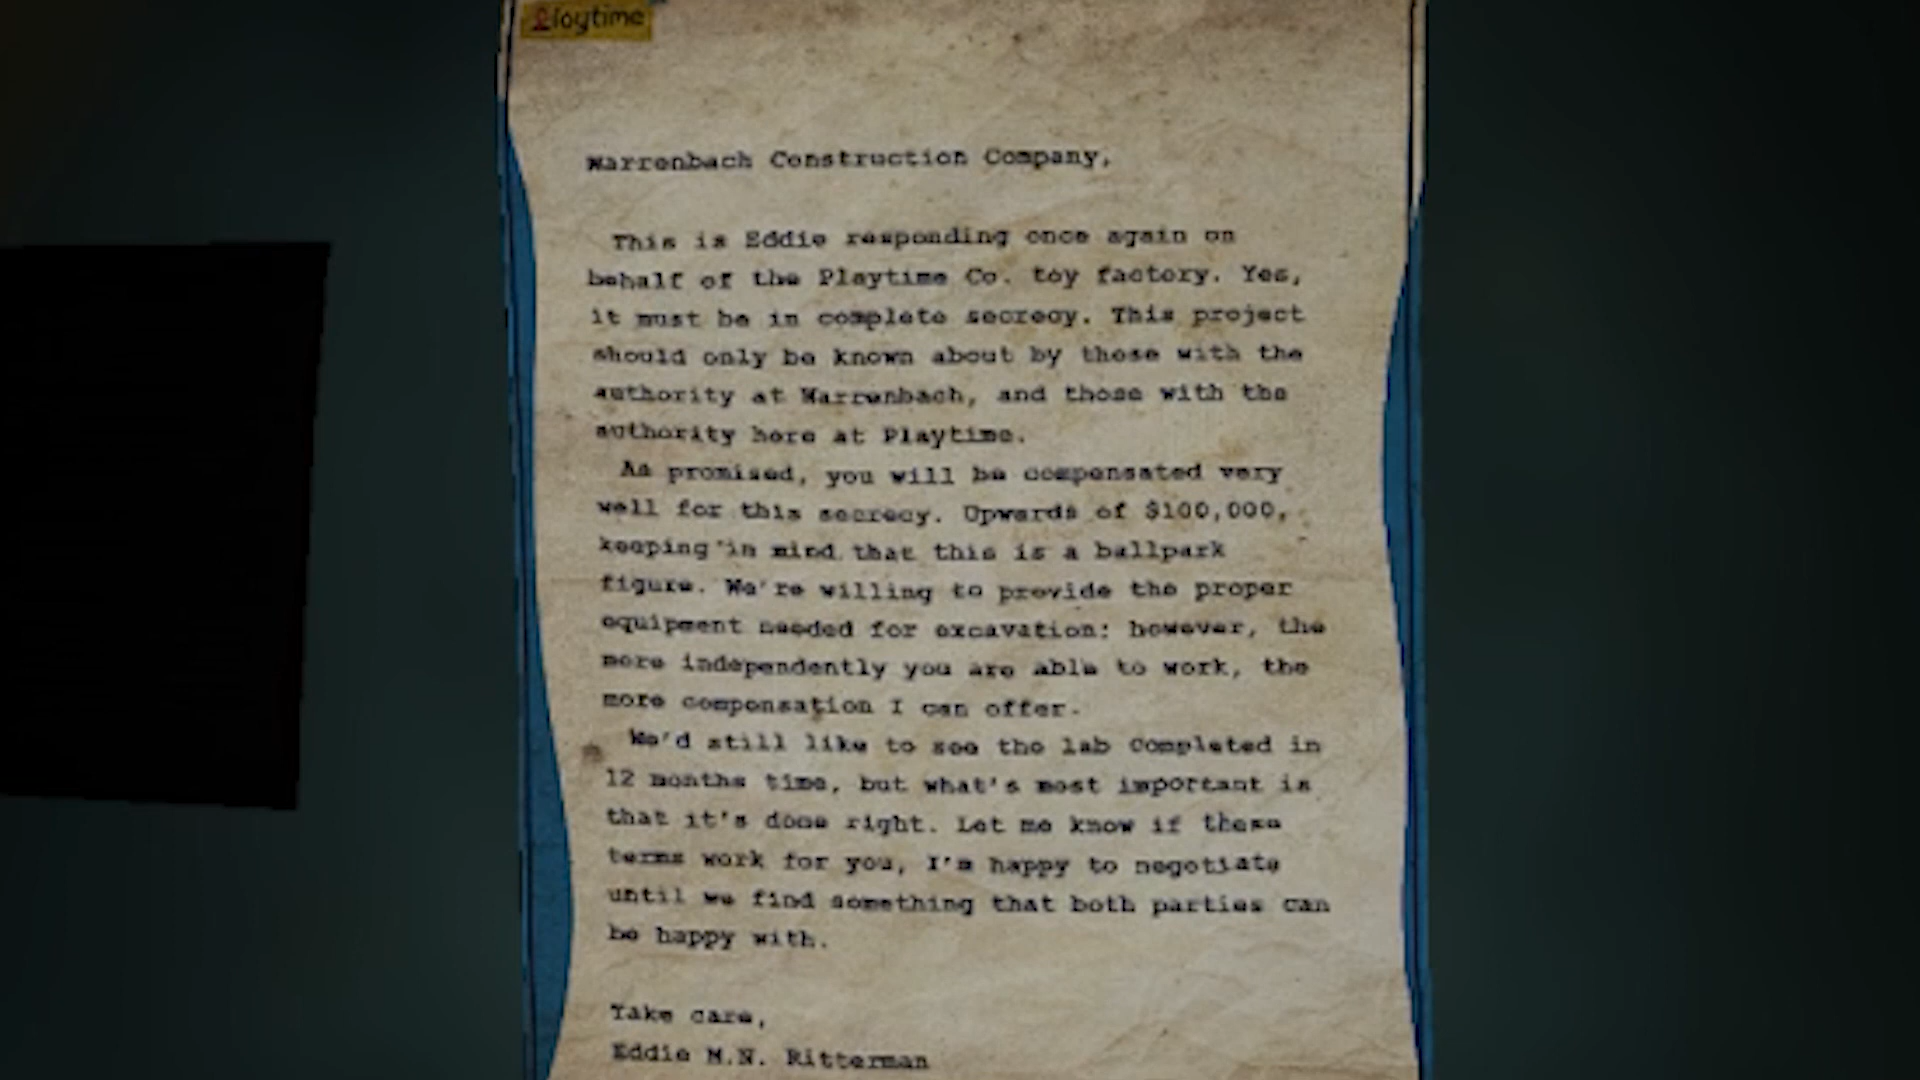 Playtime
Warrenbach Construction Company,
This is Eddie responding once again on
behalf of the Playtime Co. toy factory. Yes,
it must be in complete secrecy. This project
should only be known about by those with the
authority at Warrenbach, and those with the
authority here at Playtime.
As promised, you will be compensated very
well for this secrecy. Upwards of $100,000,
keeping in mind that this is a ballpark
figure. We're willing to provide the proper
equipment needed for excavation; however, the
more independently you are able to work, the
more compensation I can offer.
We'd still like to see the lab Completed in
12 months time, but what's most important is
that it's done right. Let me know if these
terms work for you, I'm happy to negotiate
until we find something that both parties can
be happy with.
Take care,
Eddie M.N. Ritterman